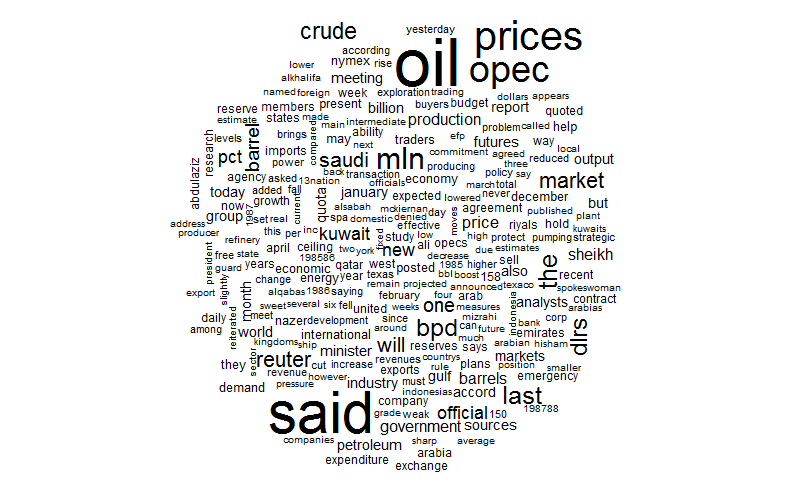 yesterday
crude
prices
according
oil
lower
nymex
rise
opec
alkhalifa
meeting
named
foreign
week
exploration
trading
dollars
appears
reserve
members
present
billion
buyers
budget
report
quoted
estimate
states
made
main
intermediate
production
problem
called
help
levels
brings
compared
may
ability
traders
efp
futures
way
research
barrel
imports
next
commitment
agreed
local
pct
power
saudi
mln
three
reduced
output
abdulaziz
agency
asked
13nation
back
transaction
producing
policy
say
officials
economy
market
today
added
fall
current
quota
january
expected
lowered
march
total
never
december
now
growth
alsabah
mckiernan
day
moves
agreement
published
but
group
1987
set
real
spa
domestic
denied
price
riyals
hold
plant
address
effective
kuwaits
producer
this
per
inc
kuwait
fixed
study
low
high
protect
pumping
strategic
refinery
april
ceiling
two
york
new
ali
opecs
due
estimates
sheikh
president
free
state
198586
decrease
1985
higher
sell
the
guard
years
economic
qatar
west
posted
bbl
boost
158
also
recent
slightly
change
energy
year
texas
announced
texaco
spokeswoman
export
month
alqabas
1986
saying
remain
projected
analysts
contract
sweet
several
six
fell
february
four
arab
indonesia
arabias
daily
reiterated
meet
united
weeks
one
measures
mizrahi
bank
corp
dlrs
among
world
nazer
development
since
bpd
can
future
emirates
kingdoms
ship
international
around
much
arabian
hisham
they
sector
reuter
cut
increase
minister
will
reserves
says
markets
revenue
however
revenues
countrys
plans
position
smaller
demand
pressure
industry
exports
must
rule
gulf
barrels
emergency
indonesias
accord
last
said
company
grade
weak
official
150
198788
government
sources
companies
petroleum
sharp
average
arabia
expenditure
exchange